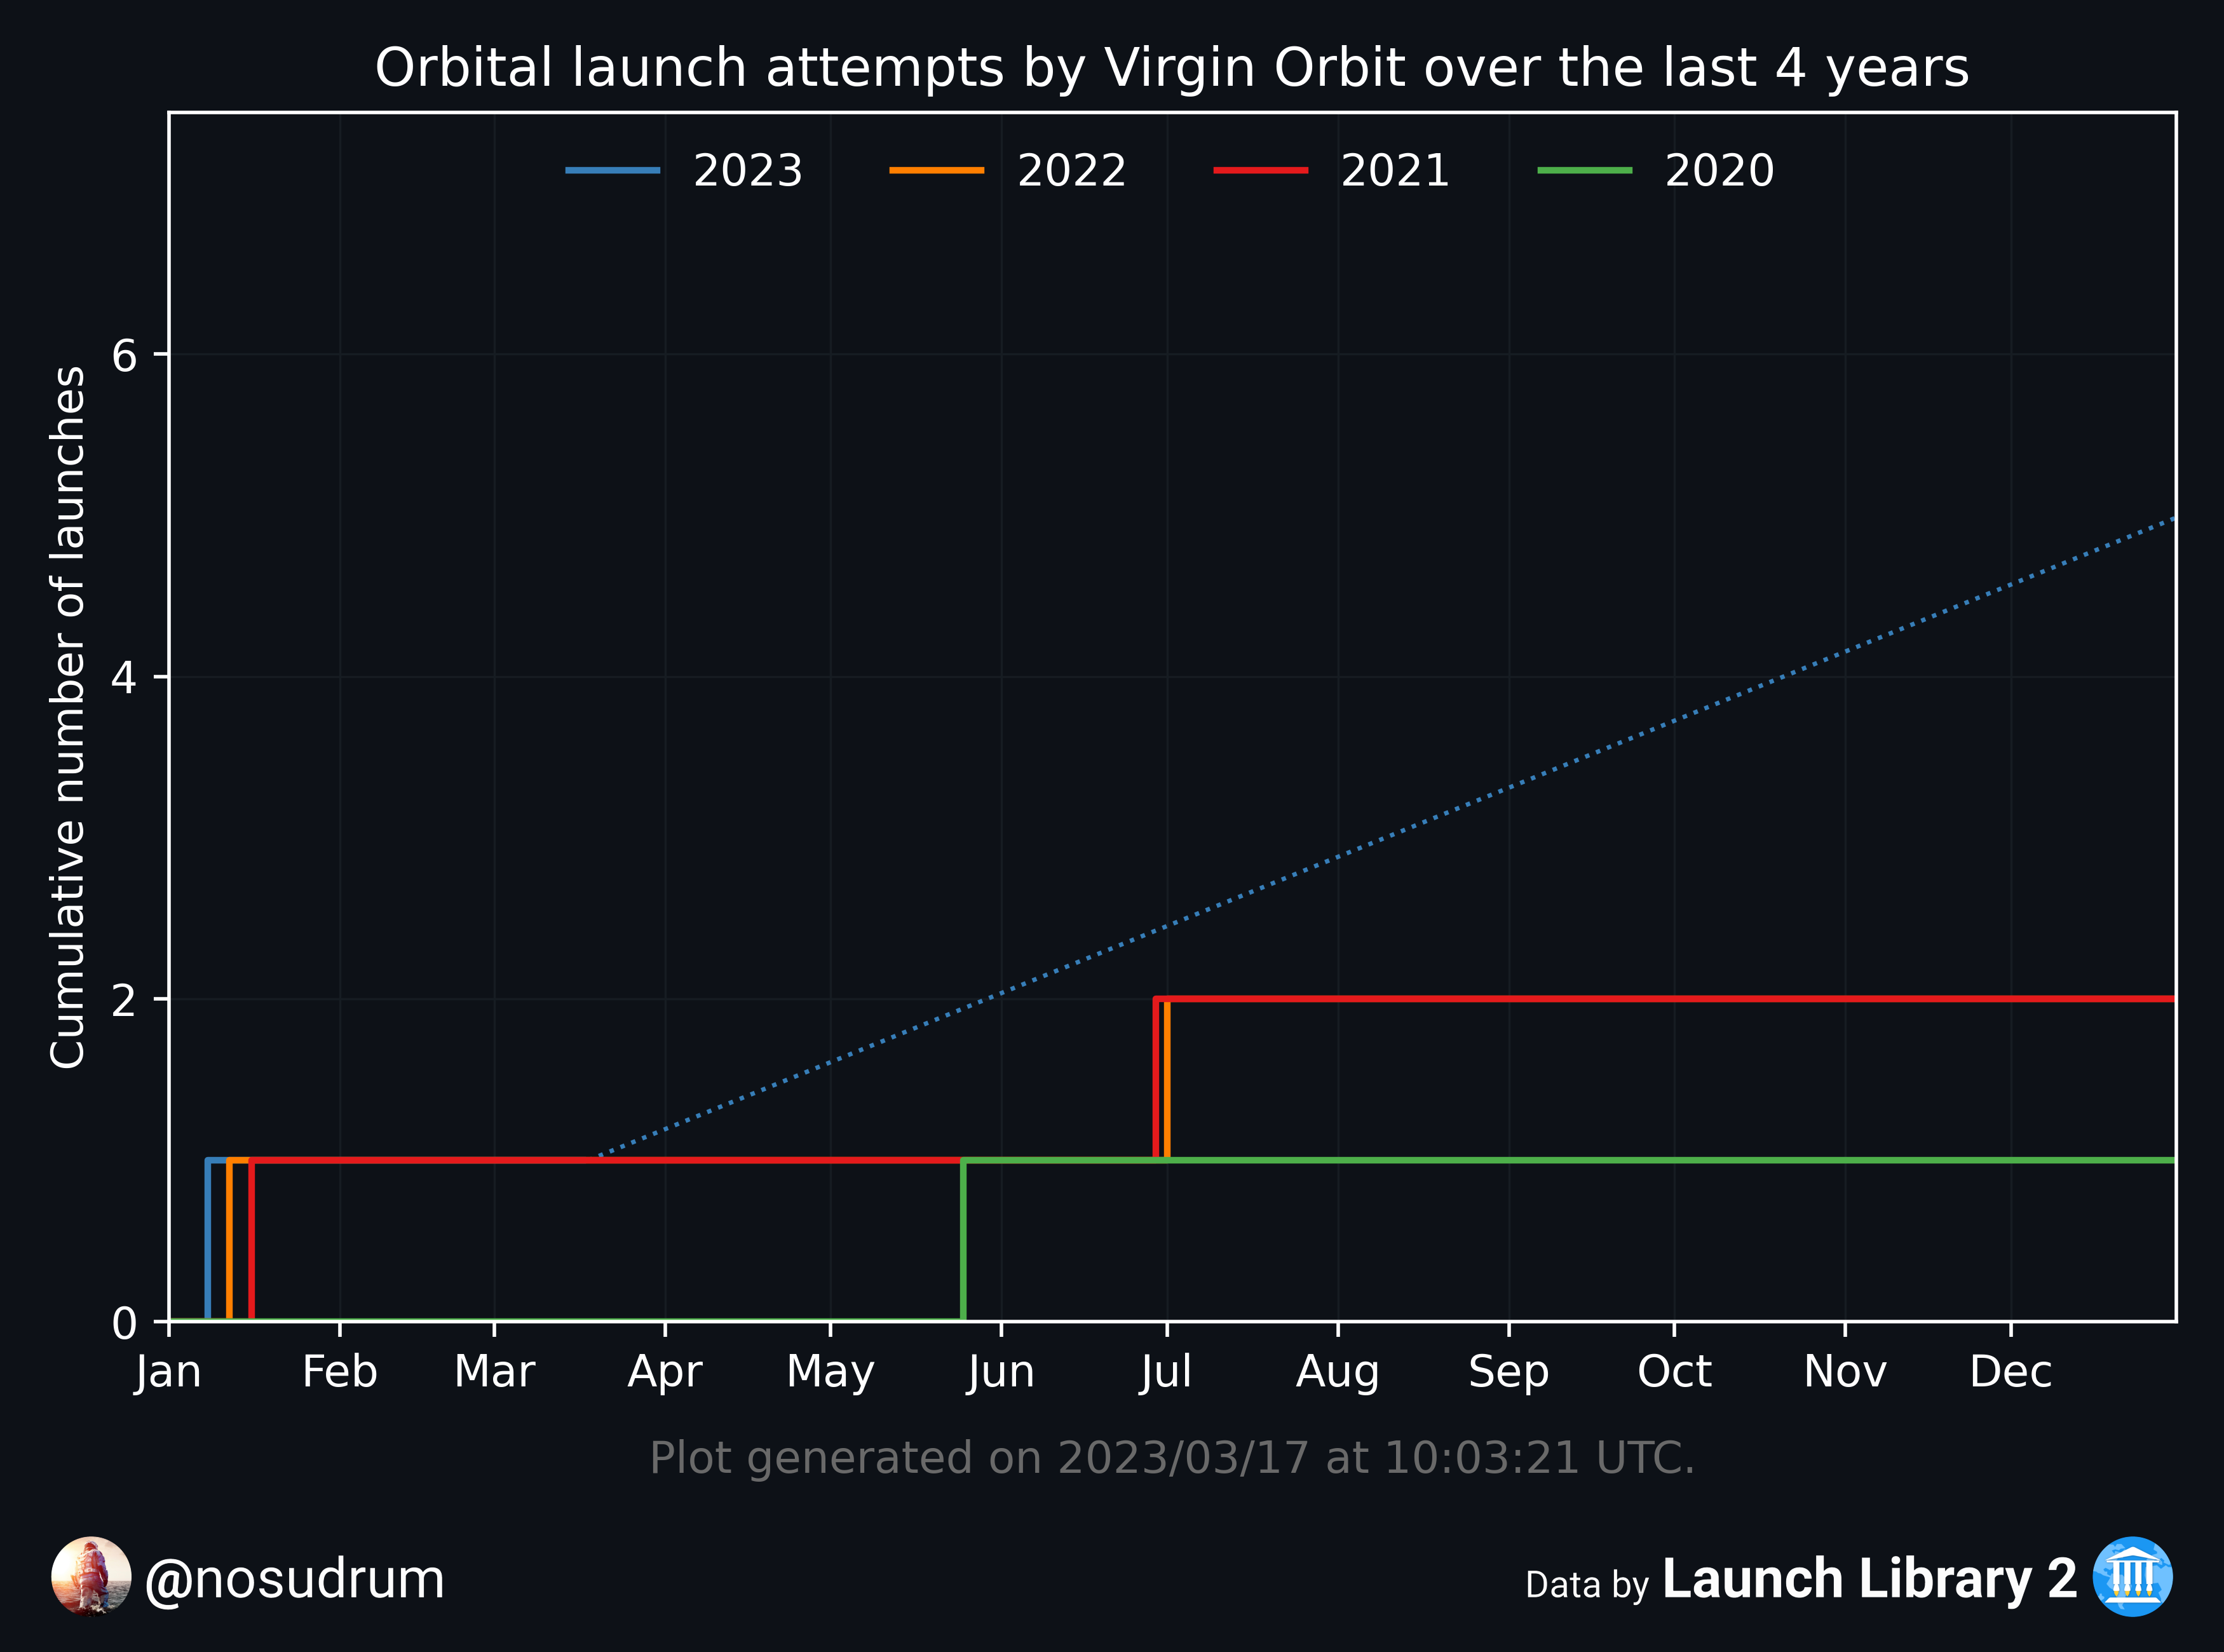 Orbital launch attempts by Virgin Orbit over the last 4 years
2023 2022 2021 2020
Cumulative number of launches
6
4
2
0
Jan Feb Mar Apr May Jun Jul Aug Sep Oct Nov Dec
Plot generated on 2023/03/17 at 10:03:21 UTC.
@nosudrum
Data by Launch Library 2